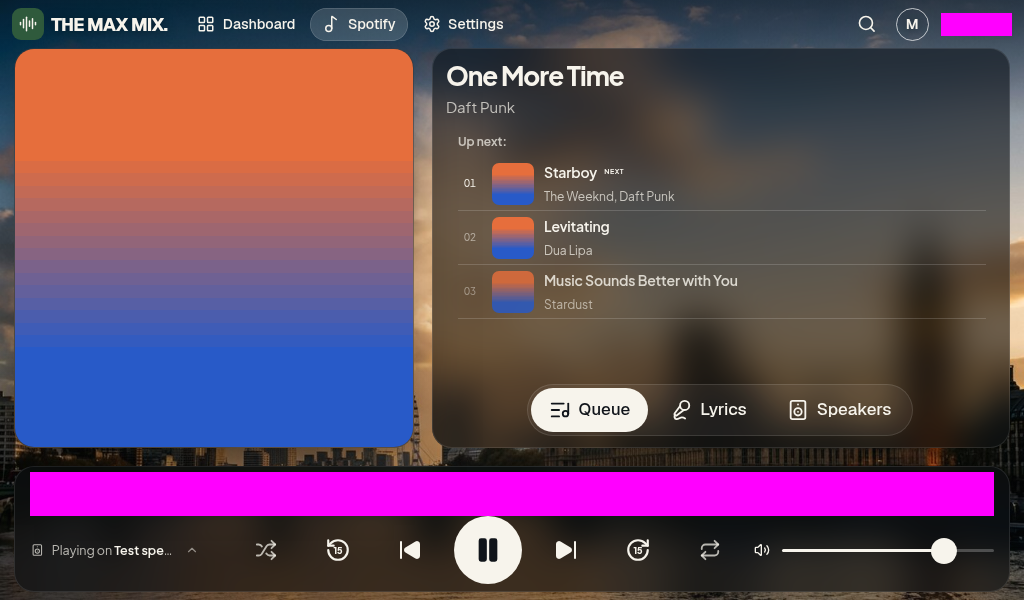 THE MAX MIX.
Dashboard
Spotify
Settings
M
One More Time
Daft Punk
Up next:
01
Starboy NEXT
The Weeknd, Daft Punk
02
Levitating
Dua Lipa
03
Music Sounds Better with You
Stardust
Queue
Lyrics
Speakers
Playing on Test spe...
15
15